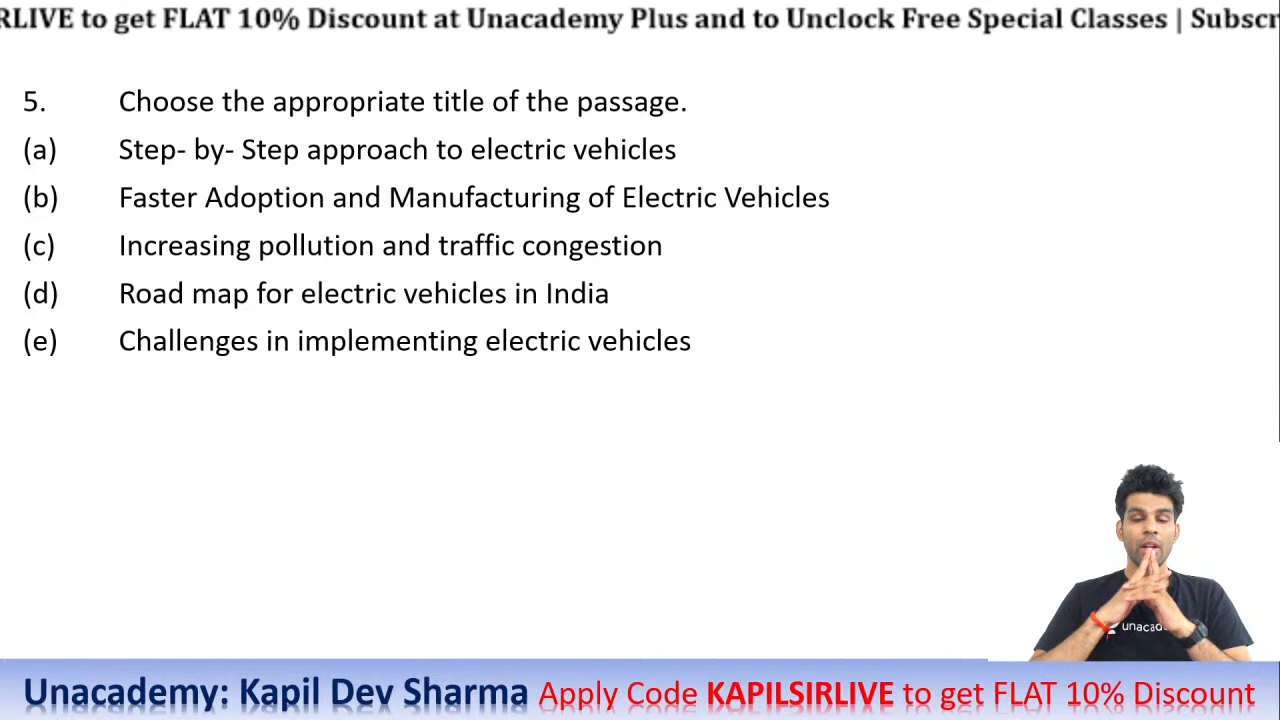 RLIVE to get FLAT 10% Discount at Unacademy Plus and to Unclock Free Special Classes | Subscr
5. Choose the appropriate title of the passage.
(a) Step- by- Step approach to electric vehicles
(b) Faster Adoption and Manufacturing of Electric Vehicles
(c) Increasing pollution and traffic congestion
(d) Road map for electric vehicles in India
(e) Challenges in implementing electric vehicles
unacad
Unacademy: Kapil Dev Sharma Apply Code KAPILSIRLIVE to get FLAT 10% Discount